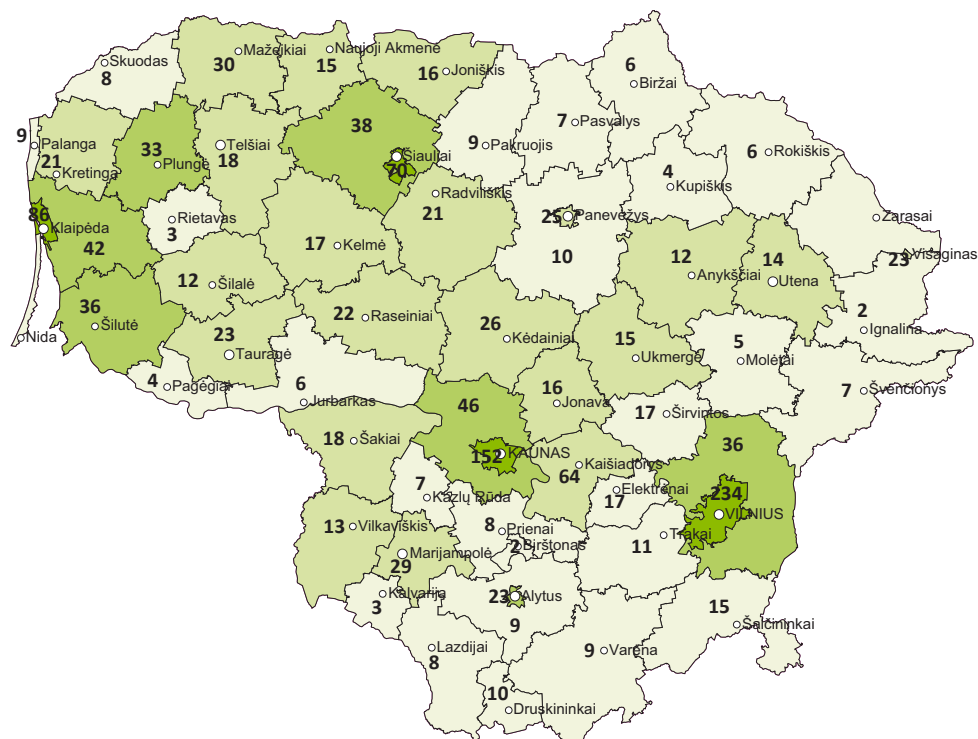 Skuodas
8
Mažeikiai
30
Naujoji Akmenė
15
Joniškis
16
Biržai
6
9
Palanga
21
Kretinga
33
Plungė
Telšiai
18
38
Šiauliai
70
9
Pakruojis
7
Pasvalys
6
Rokiškis
4
Kupiškis
Radviliškis
21
Rietavas
3
86
Klaipėda
42
17
Kelmė
25
Panevėžys
10
Zarasai
Visaginas
23
12
Anykščiai
14
Utena
12
Šilalė
36
Šilutė
Nida
22
Raseiniai
26
Kėdainiai
15
Ukmergė
5
Molėtai
2
Ignalina
23
Tauragė
4
Pagėgiai
6
Jurbarkas
16
Jonava
7
Švenčionys
46
17
Širvintos
18
Šakiai
152
KAUNAS
64
Kaišiadorys
36
7
Kazlų Rūda
17
Elektrėnai
234
VILNIUS
13
Vilkaviškis
8
Prienai
2
Birštonas
11
Trakai
Marijampolė
29
3
Kalvarija
23
Alytus
9
15
Šalčininkai
Lazdijai
8
9
Varėna
10
Druskininkai